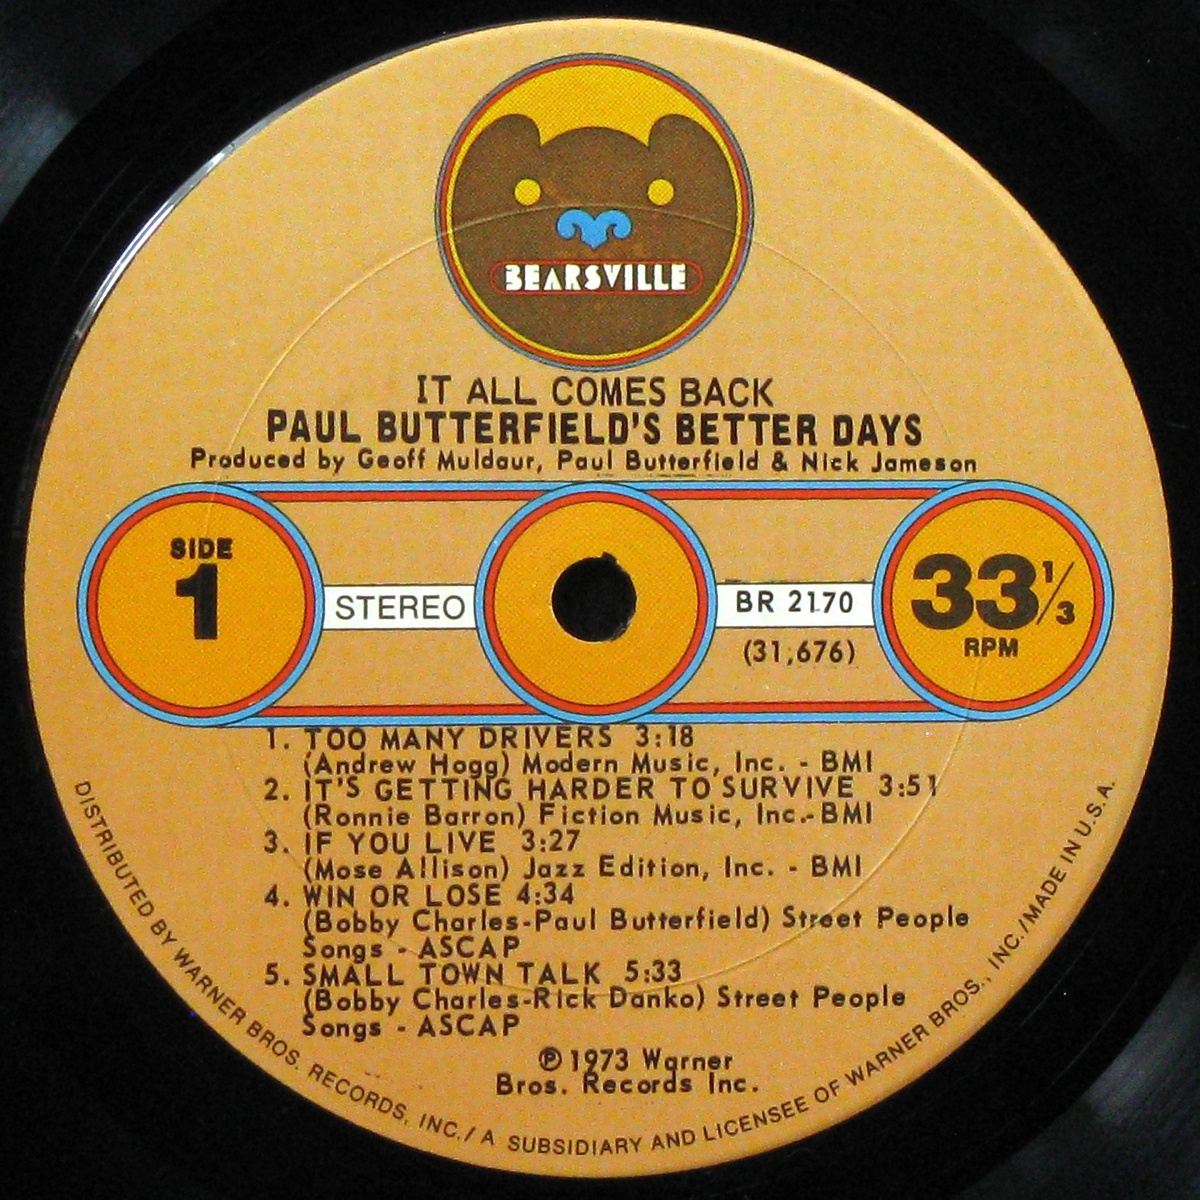 BEARSVILLE
IT ALL COMES BACK
PAUL BUTTERFIELD'S BETTER DAYS
Produced by Geoff Muldaur, Paul Butterfield & Nick Jameson
SIDE
1
STEREO
BR 2170
(31,676)
33 1/3
RPM
1. TOO MANY DRIVERS 3:18
(Andrew Hogg) Modern Music, Inc. - BMI
2. IT'S GETTING HARDER TO SURVIVE 3:51
(Ronnie Barron) Fiction Music, Inc.-BMI
3. IF YOU LIVE 3:27
(Mose Allison) Jazz Edition, Inc. - BMI
4. WIN OR LOSE 4:34
(Bobby Charles-Paul Butterfield) Street People
Songs - ASCAP
5. SMALL TOWN TALK 5:33
(Bobby Charles-Rick Danko) Street People
Songs - ASCAP
℗1973 Warner
Bros. Records Inc.
DISTRIBUTED BY WARNER BROS. RECORDS, INC./ A SUBSIDIARY AND LICENSEE OF WARNER BROS., INC./MADE IN U.S.A.